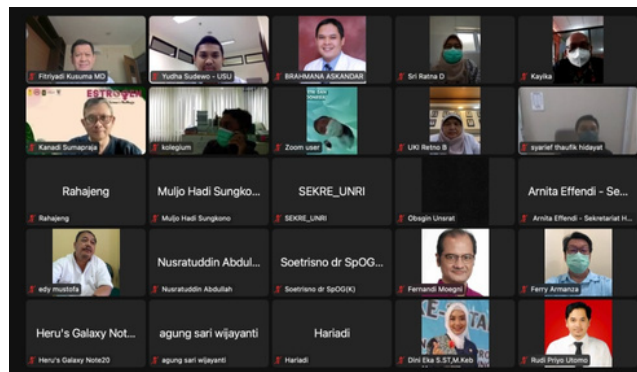 Fitriyadi Kusuma MD
Yudha Sudewo - USU
BRAHMANA ASKANDAR
Sri Ratna D
Kayika
Kanadi Sumapraja
kolegium
Zoom user
UKI Retno B
syarief thaufik hidayat
Rahajeng
Muljo Hadi Sungko...
SEKRE_UNRI
Arnita Effendi - Se...
Rahajeng
Muljo Hadi Sungkono
SEKRE_UNRI
Obsgin Unsrat
Arnita Effendi - Sekretariat H...
Nusratuddin Abdul...
Soetrisno dr SpOG...
edy mustofa
Nusratuddin Abdullah
Soetrisno dr SpOG(K)
Fernandi Moegni
Ferry Armanza
Heru's Galaxy Not...
agung sari wijayanti
Hariadi
Heru's Galaxy Note20
agung sari wijayanti
Hariadi
Dini Eka S.ST,M.Keb
Rudi Priyo Utomo